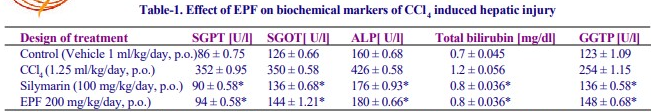 Table-1. Effect of EPF on biochemical markers of CCl4 induced hepatic injury
Design of treatment SGPT [U/l] SGOT[ U/l] ALP[ U/l] Total bilirubin [mg/dl] GGTP [U/l]
Control (Vehicle 1 ml/kg/day, p.o.)86 ± 0.75 126 ± 0.66 160 ± 0.68 0.7 ± 0.045 123 ± 1.09
CCl4 (1.25 ml/kg/day, p.o.) 352 ± 0.95 350 ± 0.58 426 ± 0.58 1.2 ± 0.056 254 ± 1.15
Silymarin (100 mg/kg/day, p.o.) 90 ± 0.58* 136 ± 0.68* 176 ± 0.93* 0.8 ± 0.036* 136 ± 0.58*
EPF 200 mg/kg/day, p.o.) 94 ± 0.58* 144 ± 1.21* 180 ± 0.66* 0.8 ± 0.036* 148 ± 0.68*